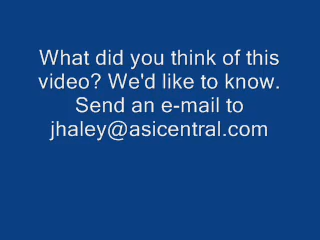 What did you think of this
video? We'd like to know.
Send an e-mail to
jhaley@asicentral.com